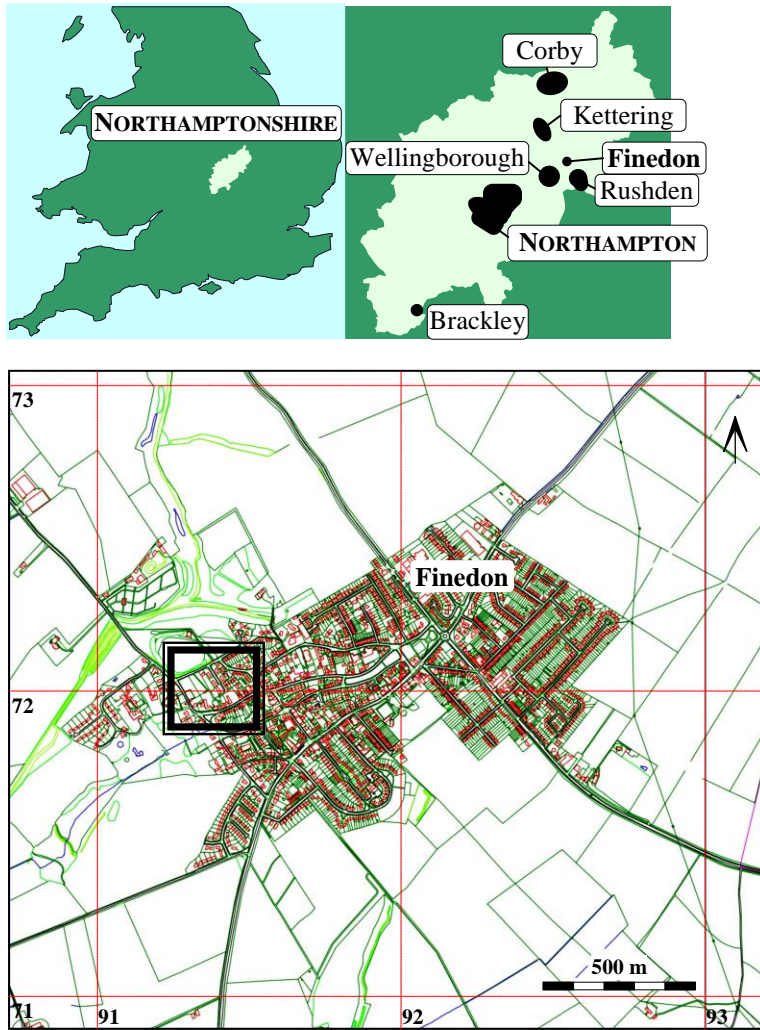 Corby
NORTHAMPTONSHIRE
Kettering
Wellingborough
Finedon
Rushden
NORTHAMPTON
Brackley
73
Finedon
72
500 m
71
91
92
93